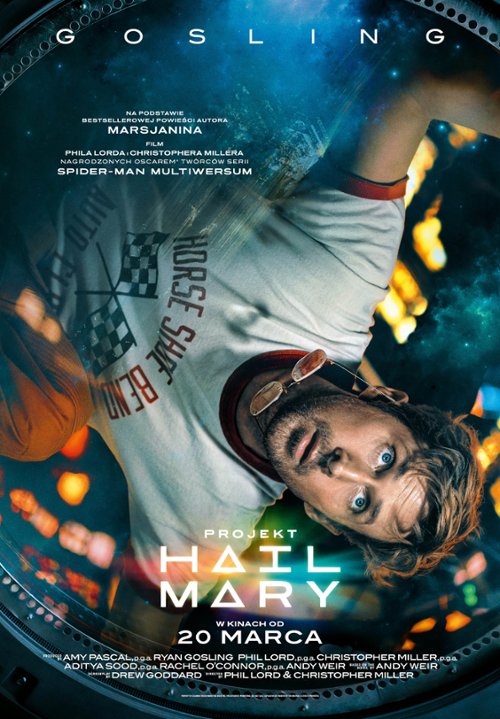 GOSLING
NA PODSTAWIE
BESTSELLEROWEJ POWIEŚCI AUTORA
MARSJANINA
FILM
PHILA LORDA I CHRISTOPHERA MILLERA
NAGRODZONYCH OSCAREM® TWÓRCÓW SERII
SPIDER-MAN MULTIWERSUM
AUTO CLUB
HORSE SHOE BEND
PROJEKT
HAIL
MARY
W KINACH OD
20 MARCA
AMY PASCAL, p.g.a. RYAN GOSLING PHIL LORD, p.g.a. CHRISTOPHER MILLER, p.g.a.
ADITYA SOOD, p.g.a. RACHEL O'CONNOR, p.g.a. ANDY WEIR ANDY WEIR
DREW GODDARD PHIL LORD & CHRISTOPHER MILLER